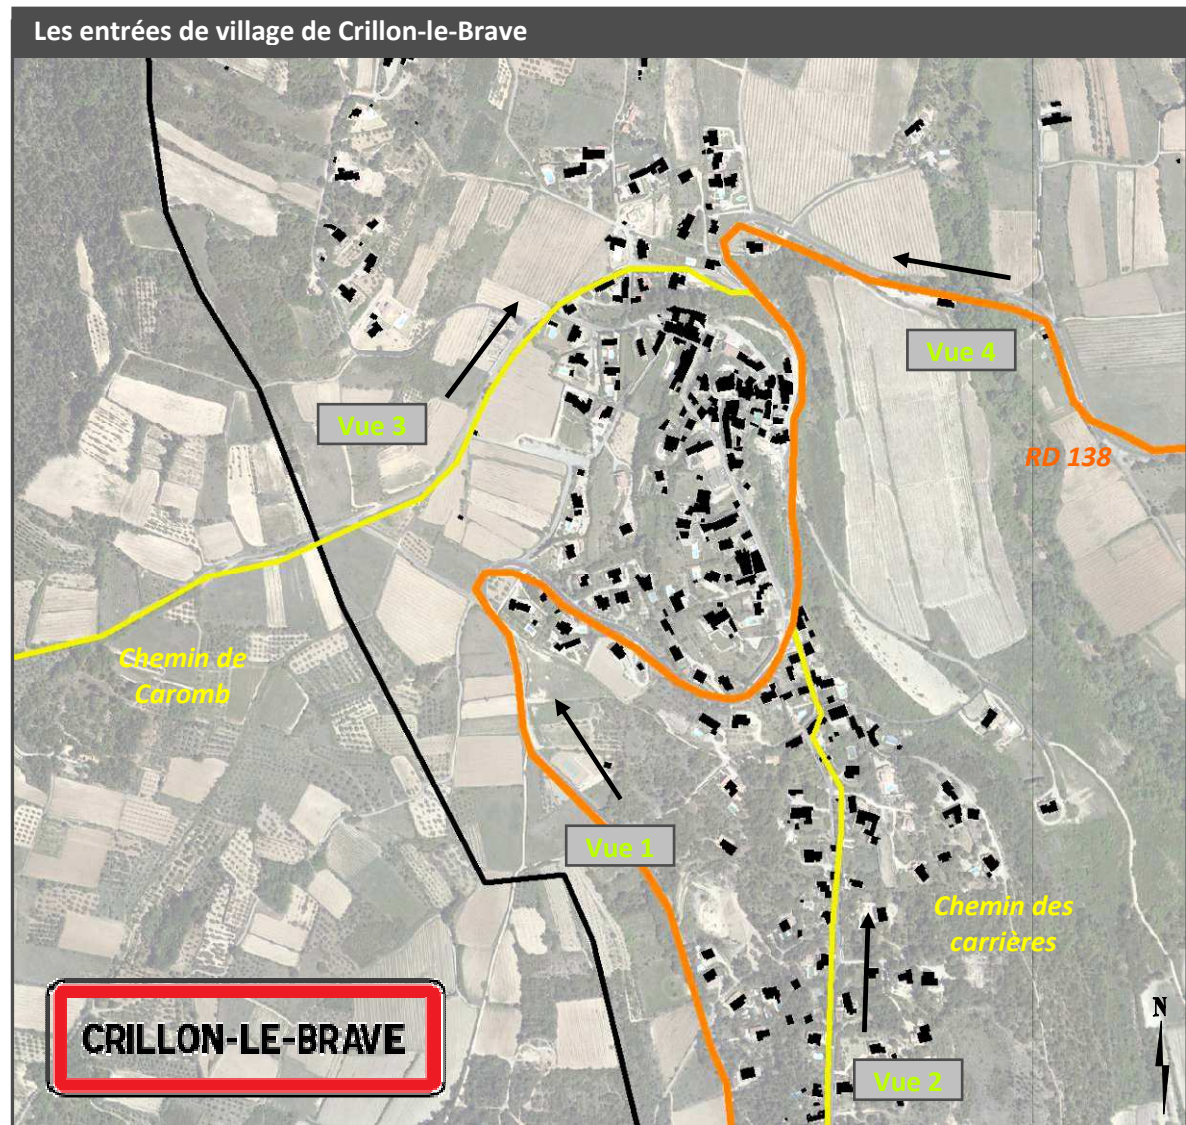 Les entrées de village de Crillon-le-Brave
Vue 4
Vue 3
RD 138
Chemin de
Caromb
Vue 1
Chemin des
carrières
N
CRILLON-LE-BRAVE
Vue 2